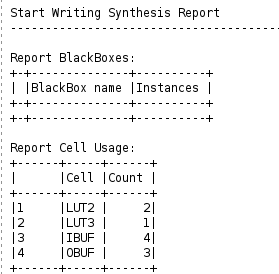 Start Writing Synthesis Report
---------------------------------------
Report BlackBoxes:
+-+--------------+----------+
| |BlackBox name |Instances |
+-+--------------+----------+
+-+--------------+----------+
Report Cell Usage:
+------+-----+------+
|      |Cell |Count |
+------+-----+------+
|1     |LUT2 |     2|
|2     |LUT3 |     1|
|3     |IBUF |     4|
|4     |OBUF |     3|
+------+-----+------+